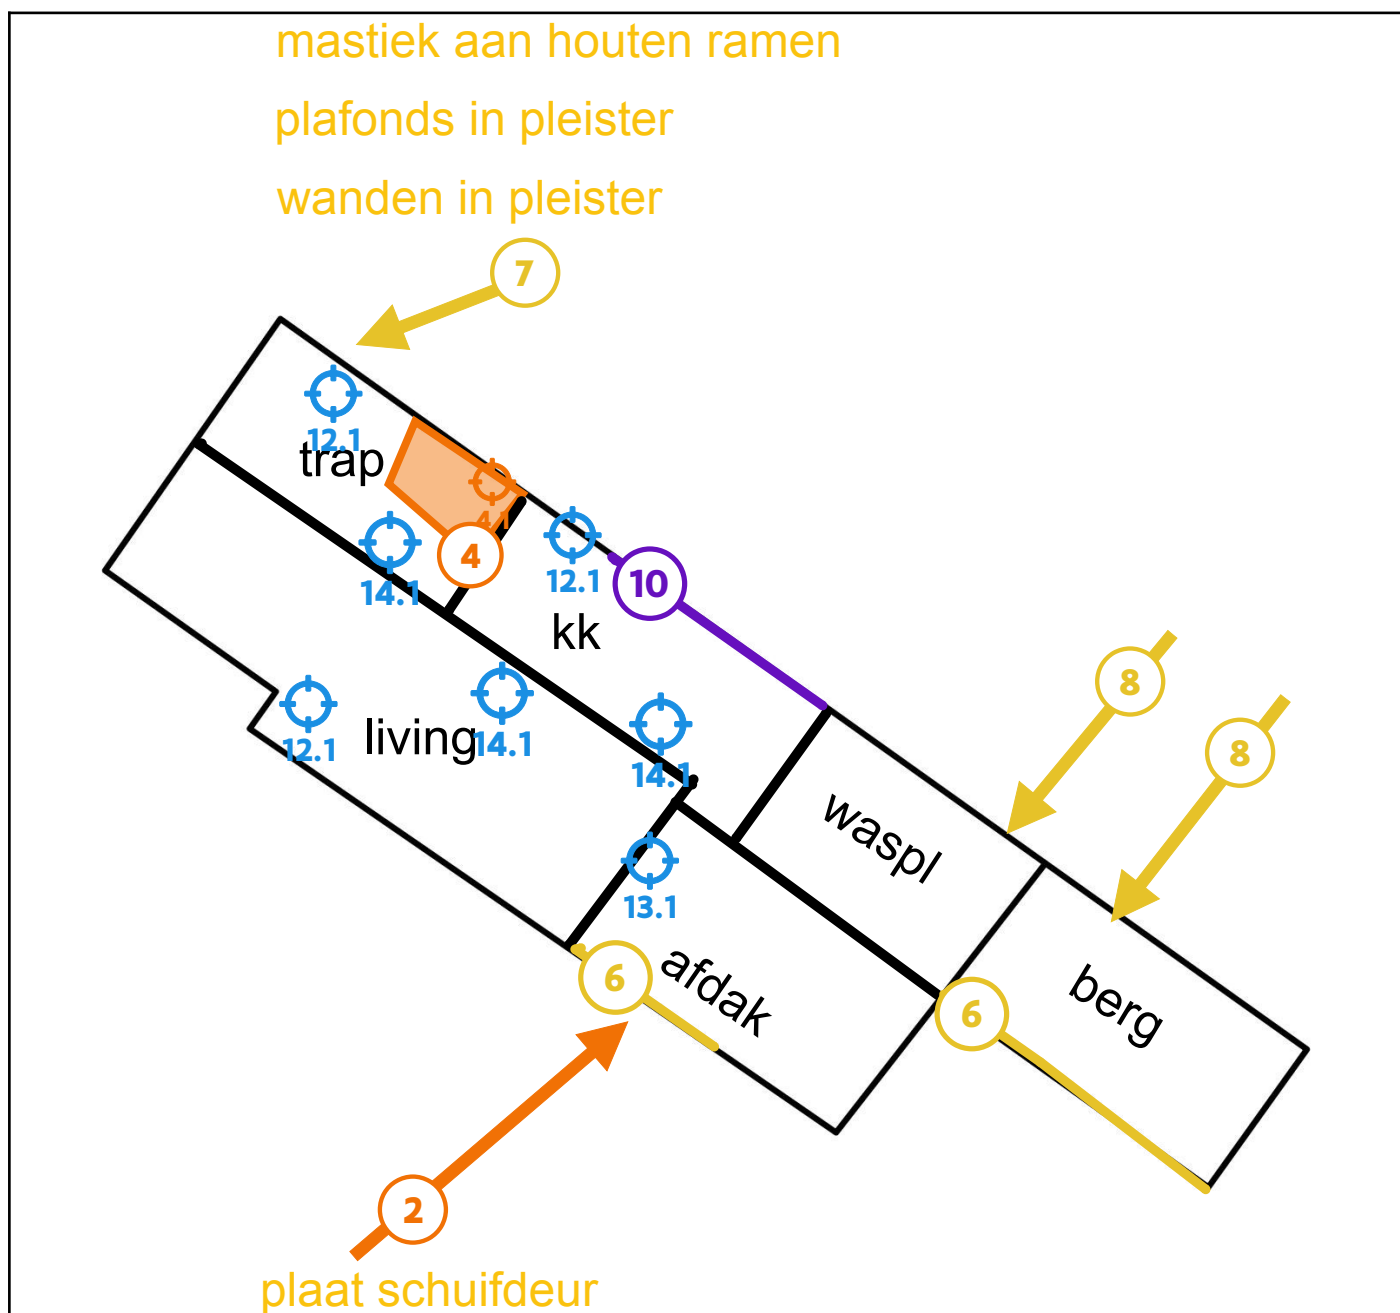 mastiek aan houten ramen
plafonds in pleister
wanden in pleister
7
12.1
trap
4.1
4
14.1
12.1
10
kk
8
12.1
living
14.1
14.1
8
waspl
13.1
6
afdak
6
berg
2
plaat schuifdeur